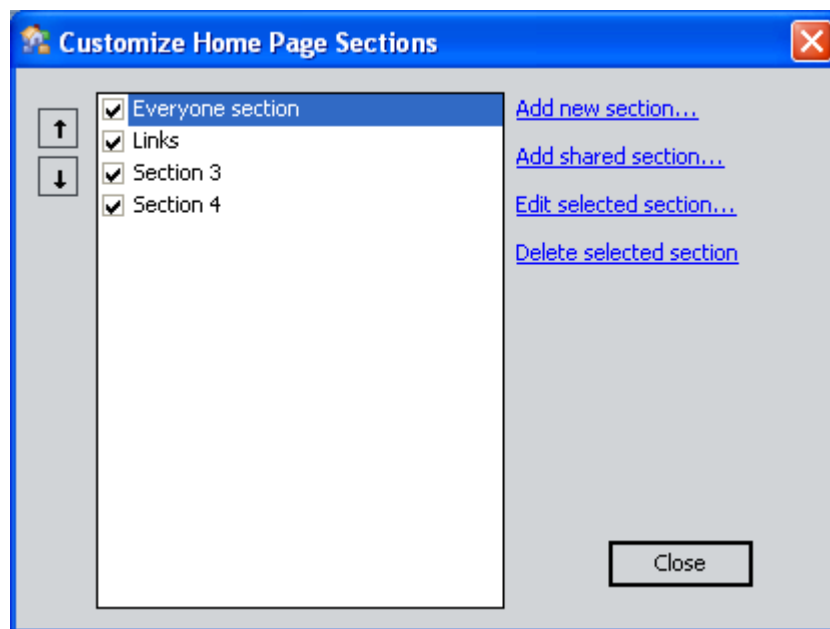 Customize Home Page Sections
Everyone section
Links
Section 3
Section 4
Add new section...
Add shared section...
Edit selected section...
Delete selected section
Close